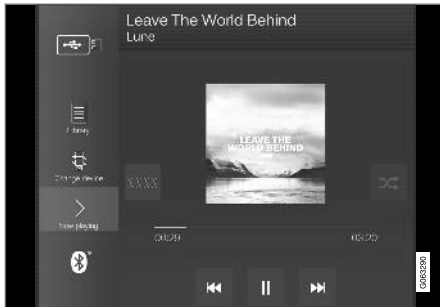 Leave The World Behind
Lune
Library
Change device
Now playing
LEAVE THE
WORLD BEHIND
XXXX
00:29
03:20
G063290